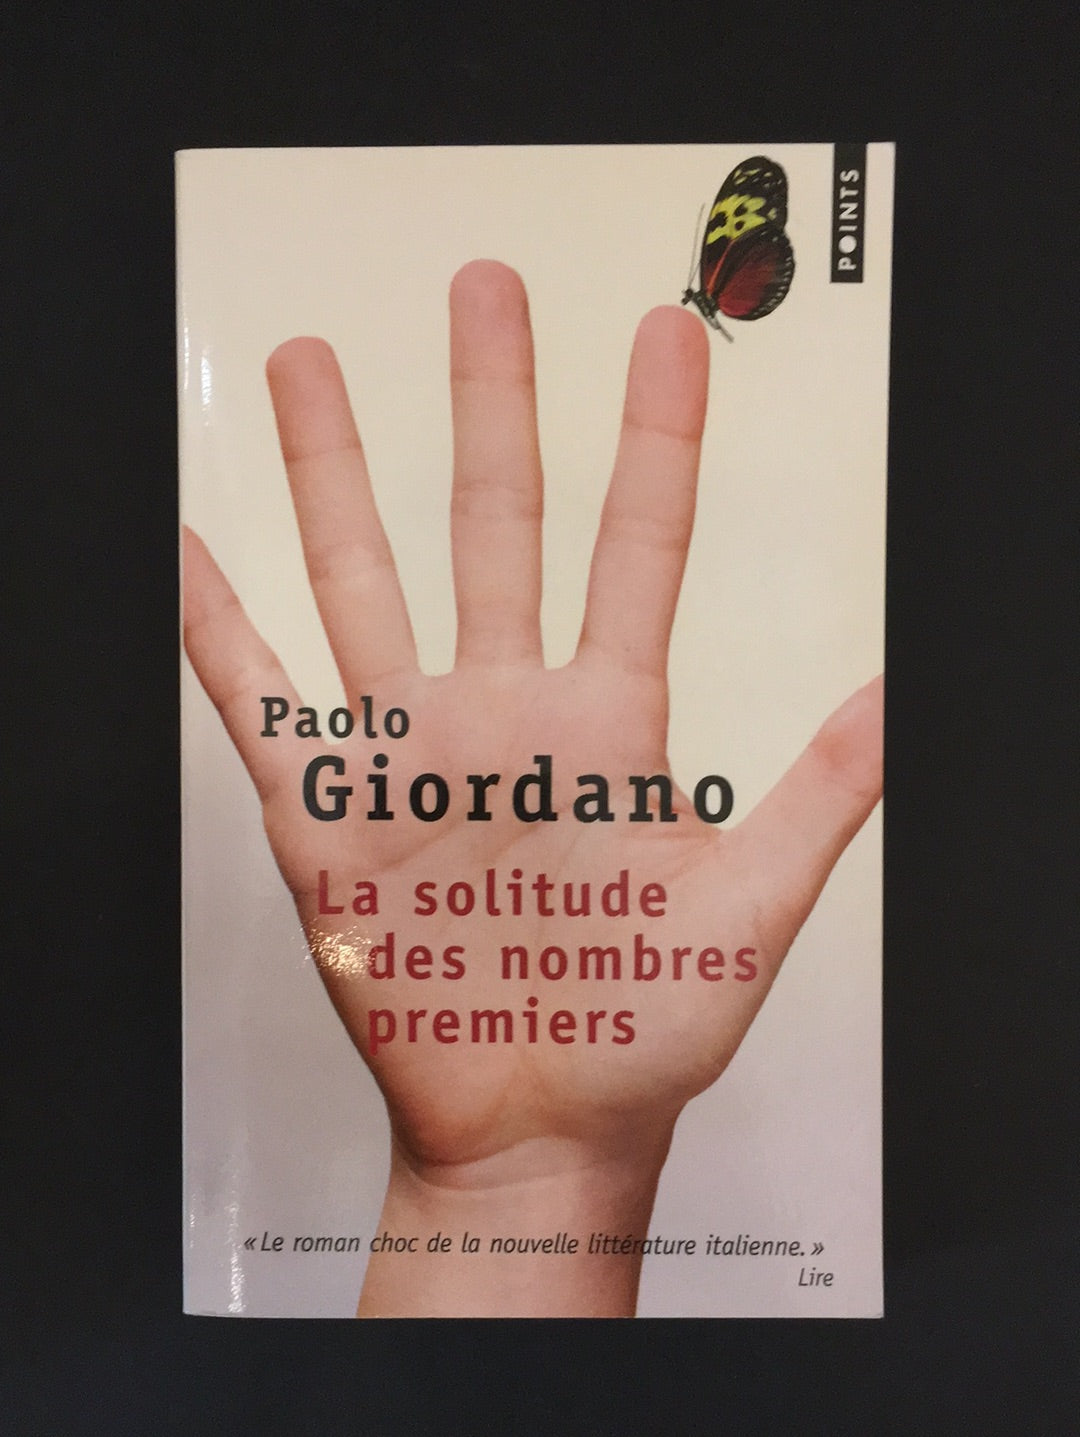 POINTS
Paolo
Giordano
La solitude
des nombres
premiers
« Le roman choc de la nouvelle littérature italienne. »
Lire